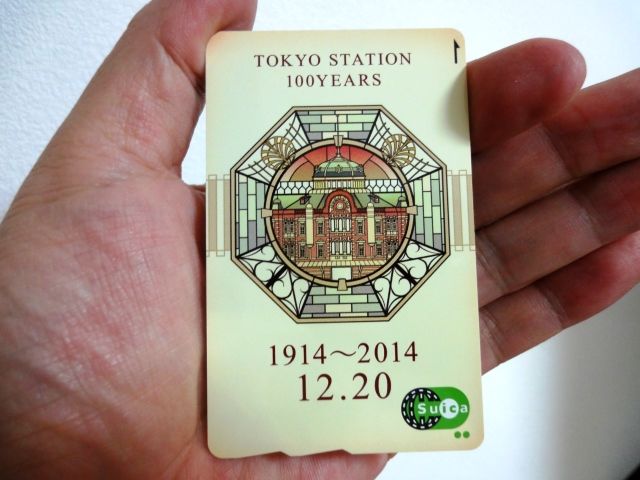 TOKYO STATION
100YEARS
1914～2014
12.20
Suica